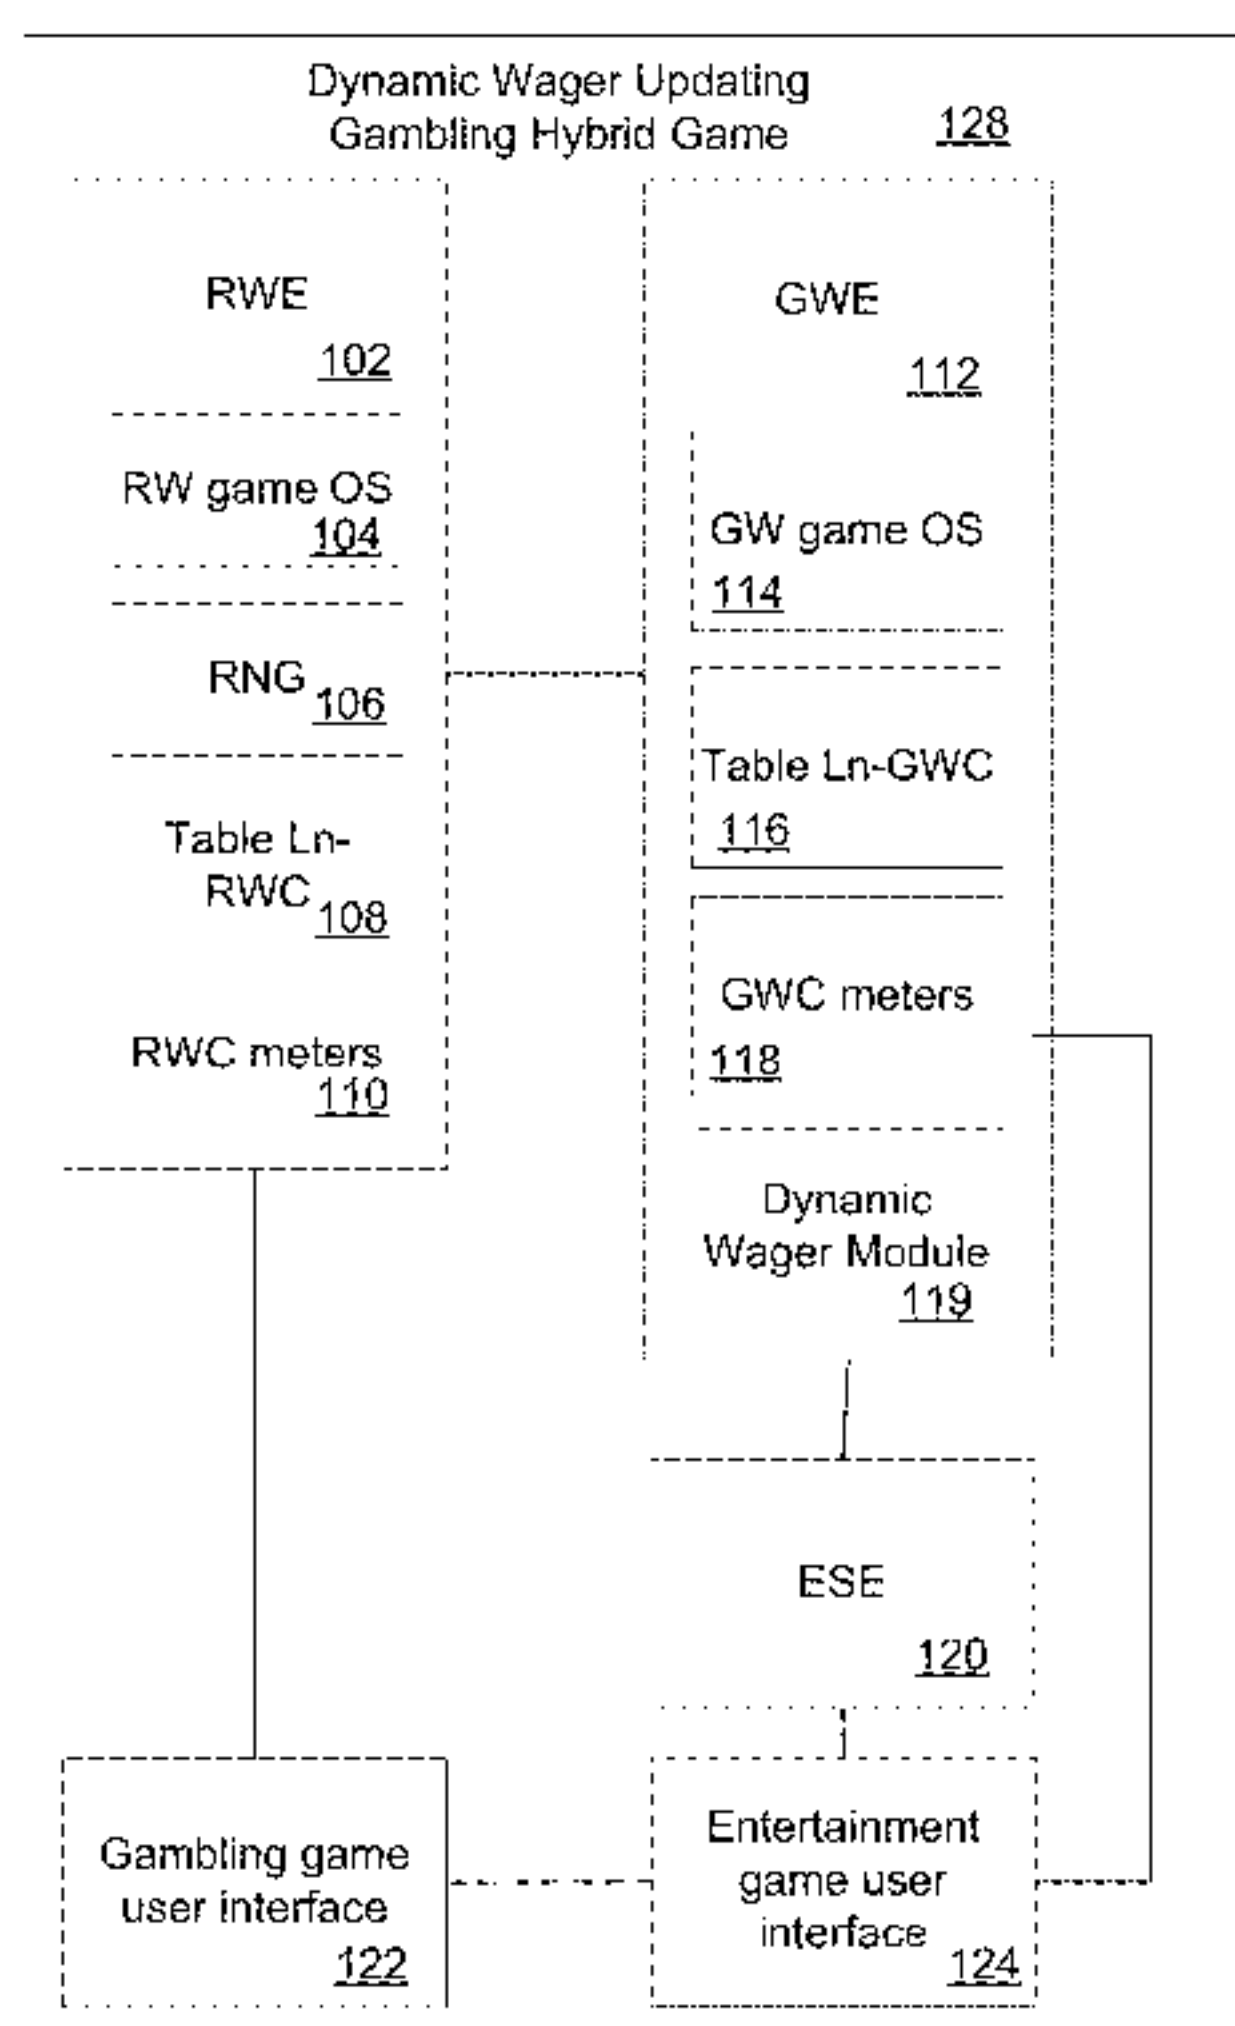 Dynamic Wager Updating
Gambling Hybrid Game
128
RWE
102
RW game OS
104
RNG
106
Table Ln-
RWC
108
RWC meters
110
GWE
112
GW game OS
114
Table Ln-GWC
116
GWC meters
118
Dynamic
Wager Module
119
ESE
120
Gambling game
user interface
122
Entertainment
game user
interface
124